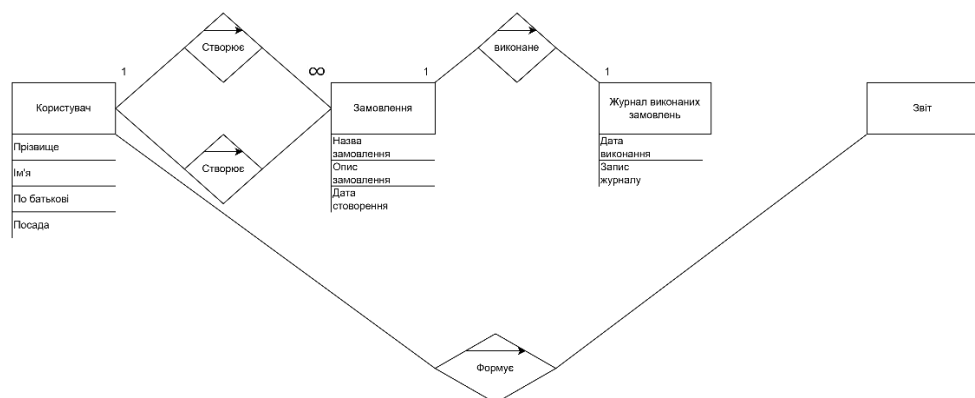 Створює
виконане
1
∞
1
1
Користувач
Замовлення
Журнал виконаних
замовлень
Звіт
Прізвище
Ім'я
По батькові
Посада
Створює
Назва
замовлення
Опис
замовлення
Дата
стоворення
Дата
виконання
Запис
журналу
Формує